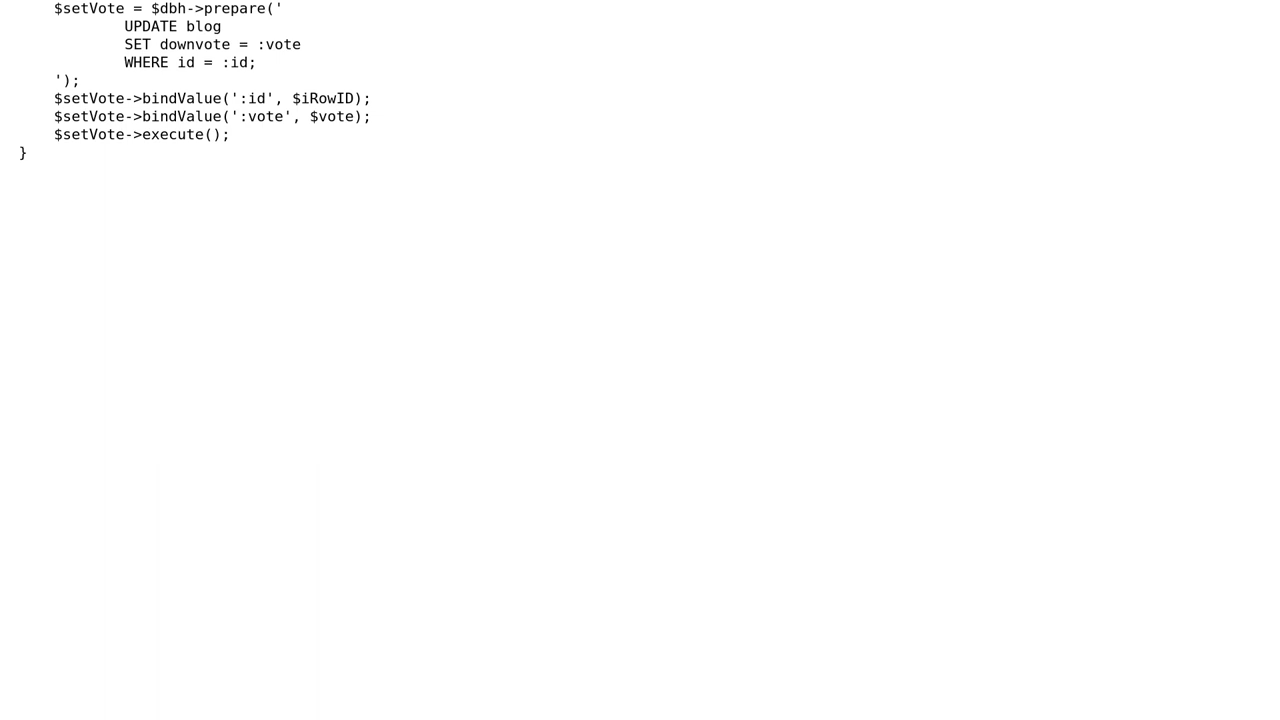 $setVote = $dbh->prepare('
UPDATE blog
SET downvote = :vote
WHERE id = :id;
');
$setVote->bindValue(':id', $iRowID);
$setVote->bindValue(':vote', $vote);
$setVote->execute();
}